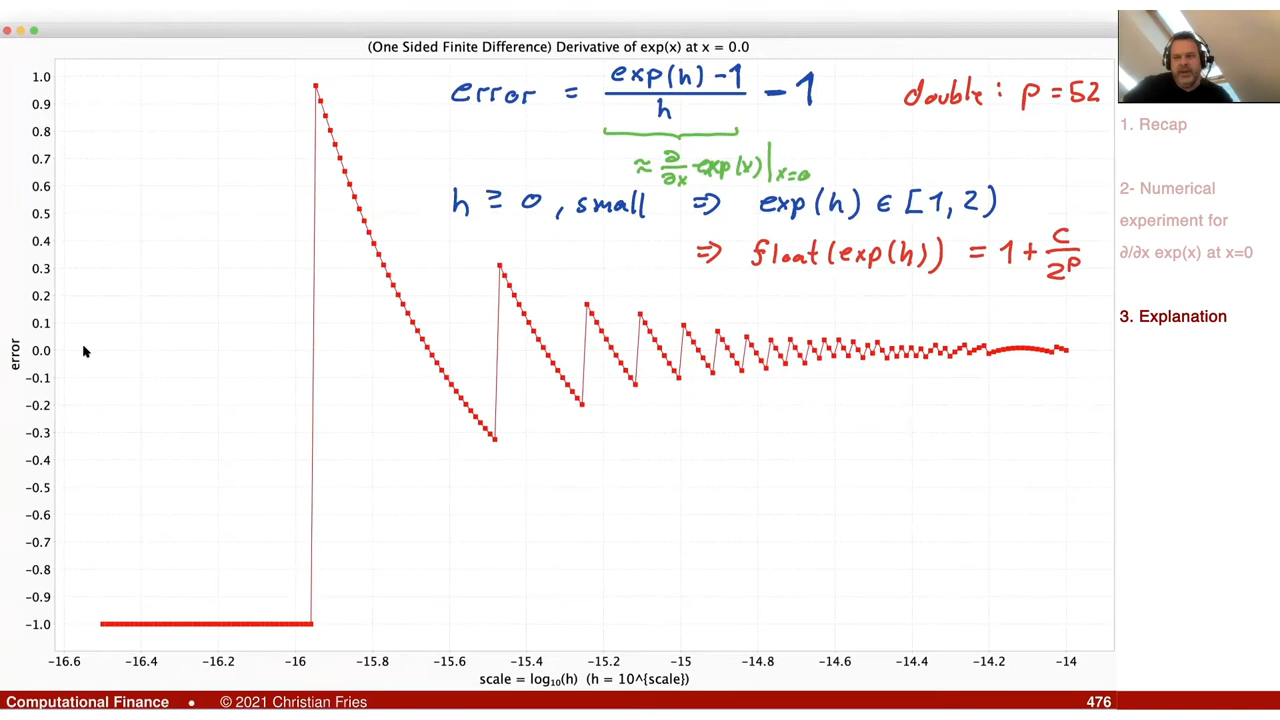 (One Sided Finite Difference) Derivative of exp(x) at x = 0.0
error = (exp(h) -1)/h - 1
double: p = 52
≈ ∂/∂x exp(x)|x=0
h ≥ 0, small ⇒ exp(h) ∈ [1, 2)
⇒ float(exp(h)) = 1 + c/2^p
1. Recap
2- Numerical
experiment for
∂/∂x exp(x) at x=0
3. Explanation
error
1.0
0.9
0.8
0.7
0.6
0.5
0.4
0.3
0.2
0.1
0.0
-0.1
-0.2
-0.3
-0.4
-0.5
-0.6
-0.7
-0.8
-0.9
-1.0
-16.6 -16.4 -16.2 -16 -15.8 -15.6 -15.4 -15.2 -15 -14.8 -14.6 -14.4 -14.2 -14
scale = log₁₀(h) (h = 10^{scale})
Computational Finance • © 2021 Christian Fries 476